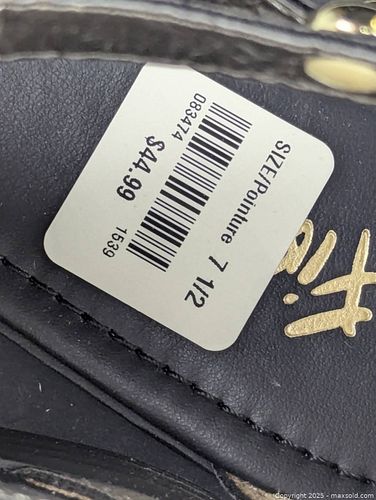 SIZE/Pointure 7 1/2
083474 1539
$44.99
Copyright 2025 - maxsold.com